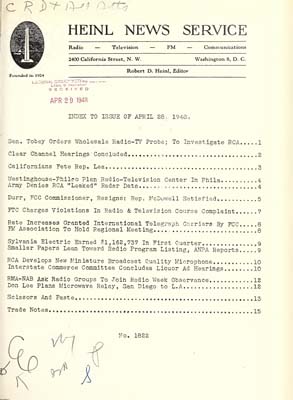 C R D +
HEINL NEWS SERVICE
Radio — Television — FM — Communications
2400 California Street, N. W. Washington 8, D. C.
Robert D. Heinl, Editor
Founded in 1924
RECEIVED
APR 29 1948
INDEX TO ISSUE OF APRIL 28, 1948.
Sen. Tobey Orders Wholesale Radio-TV Probe; To Investigate RCA.....1
Clear Channel Hearings Concluded....2
Californians Fete Rep. Lea....3
Westinghouse-Philco Plan Radio-Television Center In Phila....4
Army Denies RCA "Leaked" Radar Data....4
Durr, FCC Commissioner, Resigns; Rep. McDowell Satisfied....5
FTC Charges Violations In Radio & Television Course Complaint....7
Rate Increases Granted International Telegraph Carriers By FCC.....8
FM Association To Hold Regional Meeting....8
Sylvania Electric Earned $1,162,737 In First Quarter....9
Smaller Papers Lean Toward Radio Program Listing, ANPA Reports....9
RCA Develops New Miniature Broadcast Quality Microphone....10
Interstate Commerce Committee Concludes Liquor Ad Hearings....10
RMA-NAB Ask Radio Groups To Join Radio Week Observance....12
Don Lee Plans Microwave Relay, San Diego to L.A....12
Scissors And Paste....13
Trade Notes....15
No. 1822